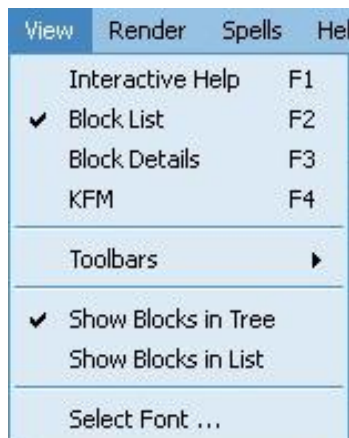 View Render Spells Hel
Interactive Help F1
Block List F2
Block Details F3
KFM F4
Toolbars
Show Blocks in Tree
Show Blocks in List
Select Font ...